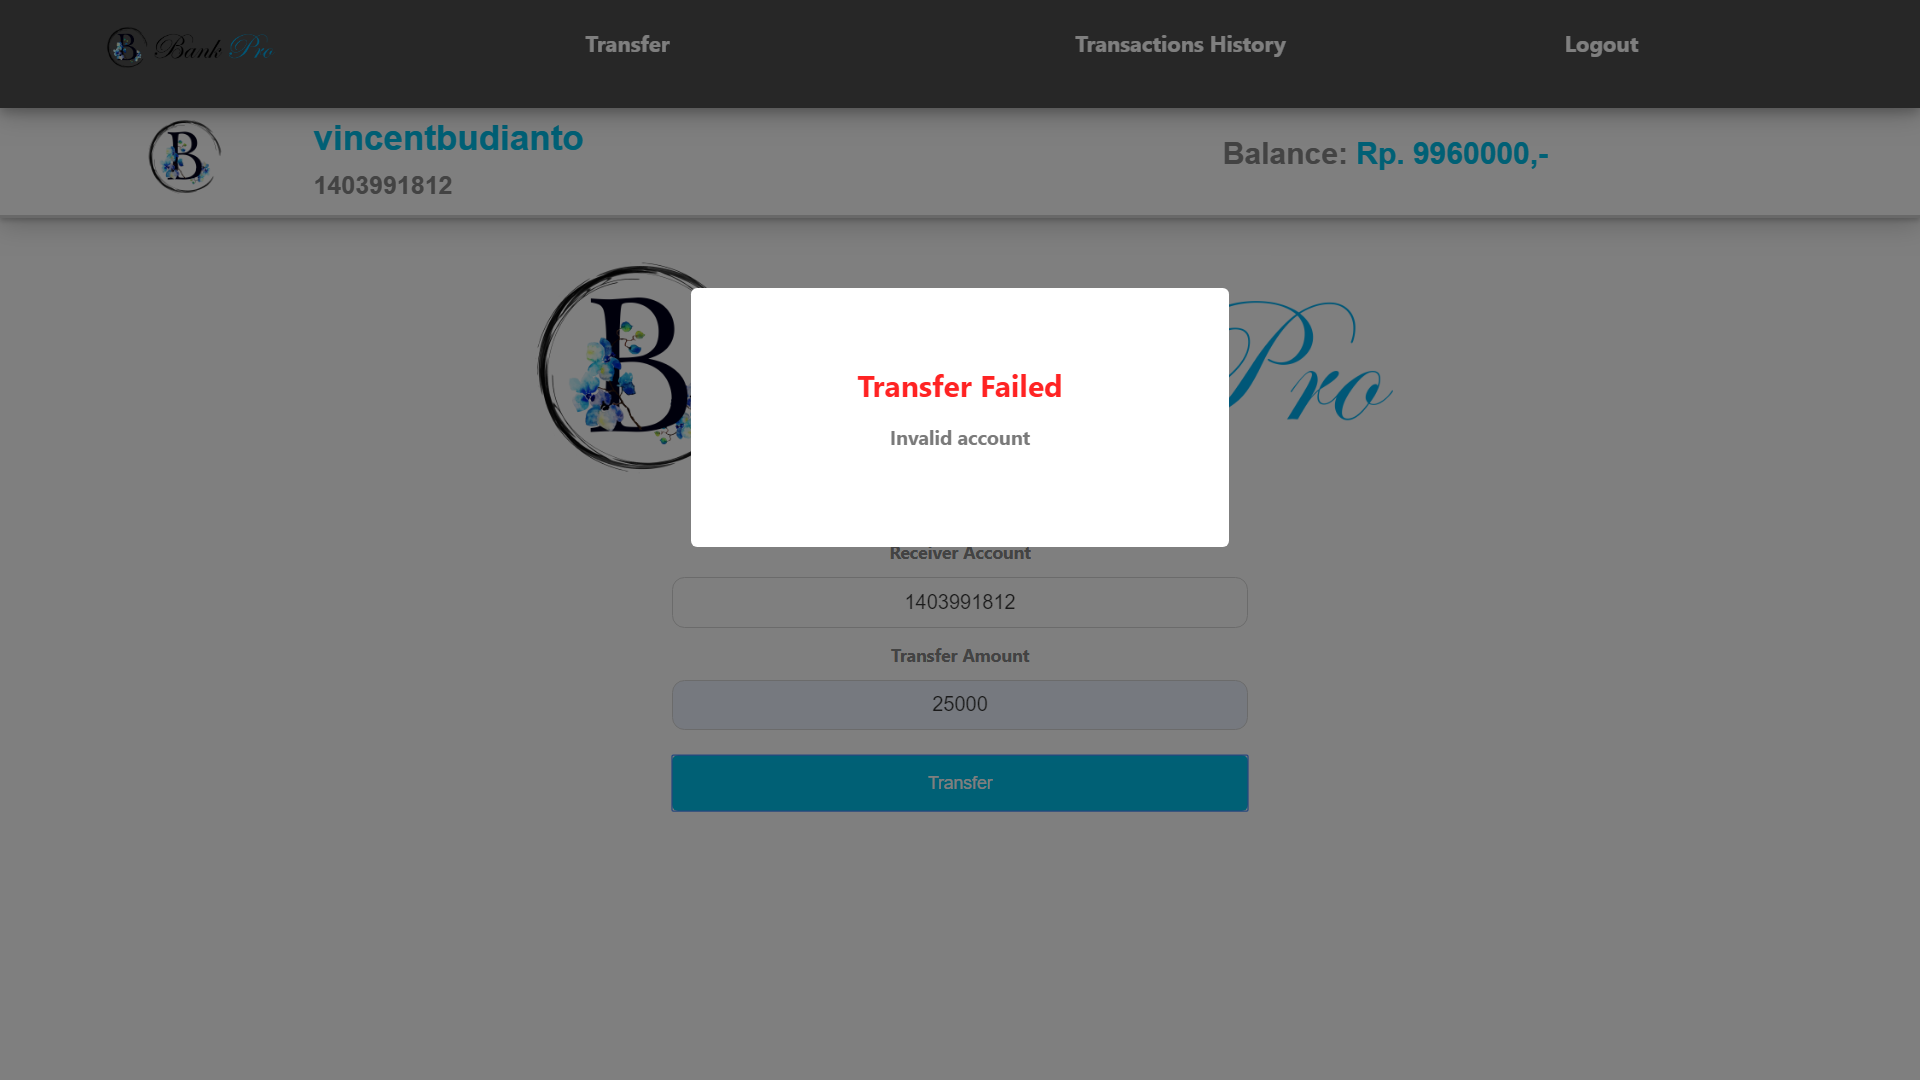 B Bank Pro
Transfer
Transactions History
Logout
B
vincentbudianto
1403991812
Balance: Rp. 9960000,-
B
Pro
Transfer Failed
Invalid account
Receiver Account
1403991812
Transfer Amount
25000
Transfer